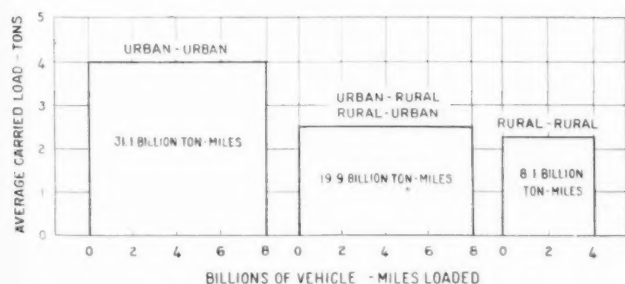 AVERAGE CARRIED LOAD - TONS
5
4
3
2
1
0
URBAN - URBAN
31.1 BILLION TON-MILES
0 2 4 6 8
URBAN - RURAL
RURAL - URBAN
19.9 BILLION TON-MILES
0 2 4 6 8
RURAL - RURAL
8.1 BILLION
TON-MILES
0 2 4
BILLIONS OF VEHICLE - MILES LOADED